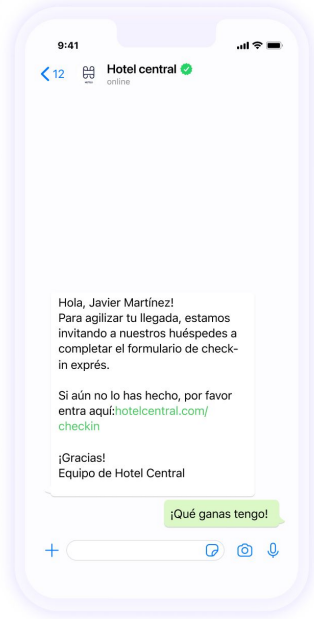 9:41
12
Hotel central
online
Hola, Javier Martínez!
Para agilizar tu llegada, estamos
invitando a nuestros huéspedes a
completar el formulario de check-
in exprés.
Si aún no lo has hecho, por favor
entra aquí:hotelcentral.com/
checkin
¡Gracias!
Equipo de Hotel Central
¡Qué ganas tengo!